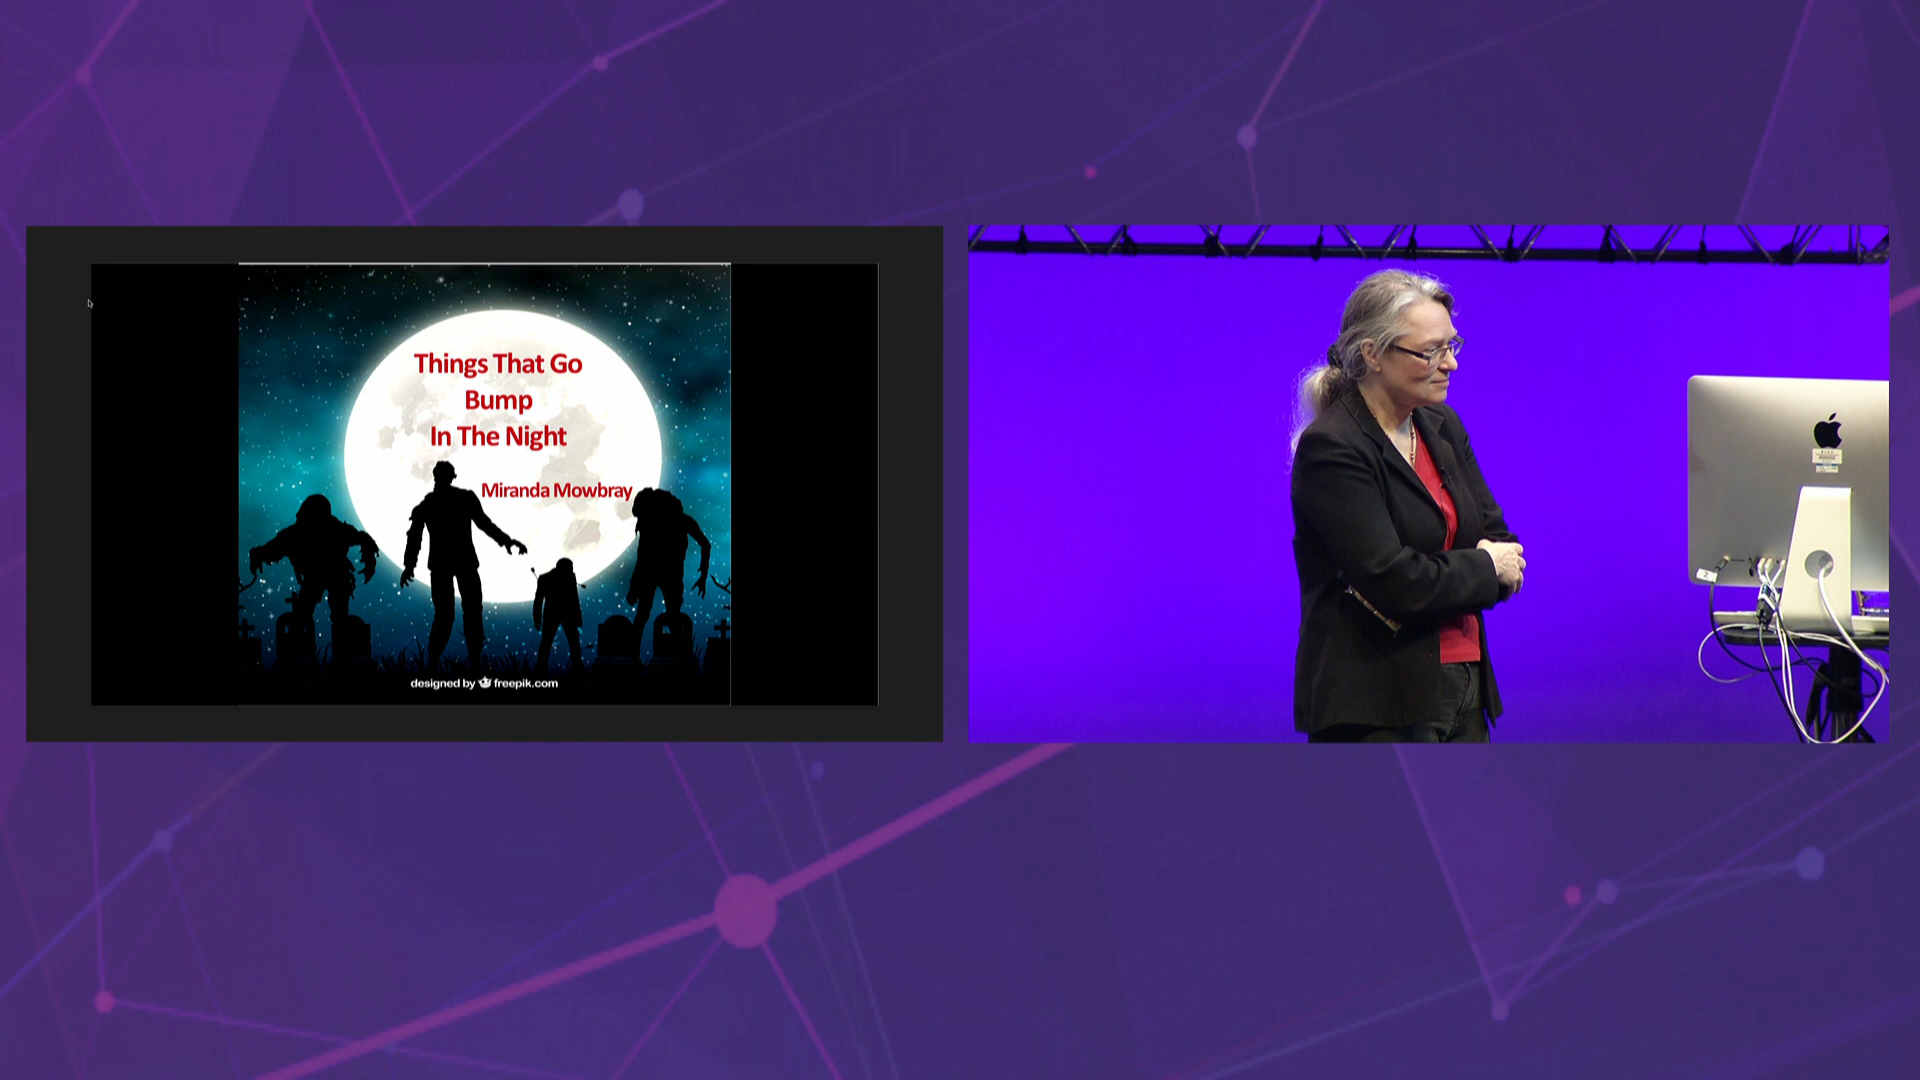 Things That Go
Bump
In The Night
Miranda Mowbray
designed by freepik.com